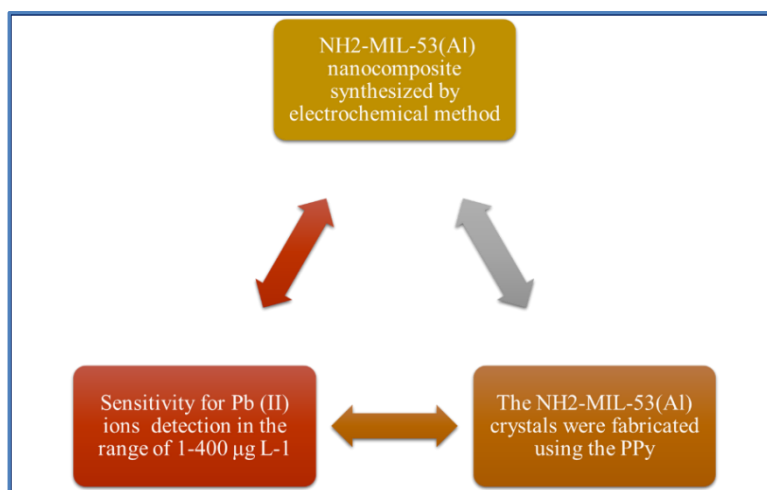 NH2-MIL-53(Al)
nanocomposite
synthesized by
electrochemical method
Sensitivity for Pb (II)
ions detection in the
range of 1-400 μg L-1
The NH2-MIL-53(Al)
crystals were fabricated
using the PPy